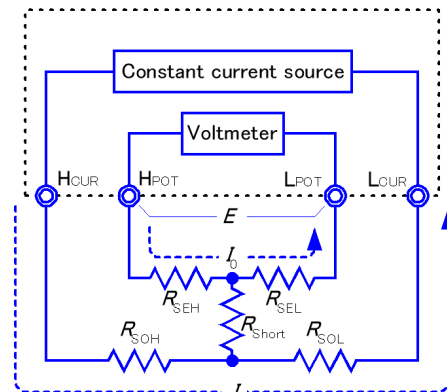 Constant current source
Voltmeter
HCUR HPOT LPOT LCUR
E
I0
RSEH RSEL
RShort
RSOH RSOL
I